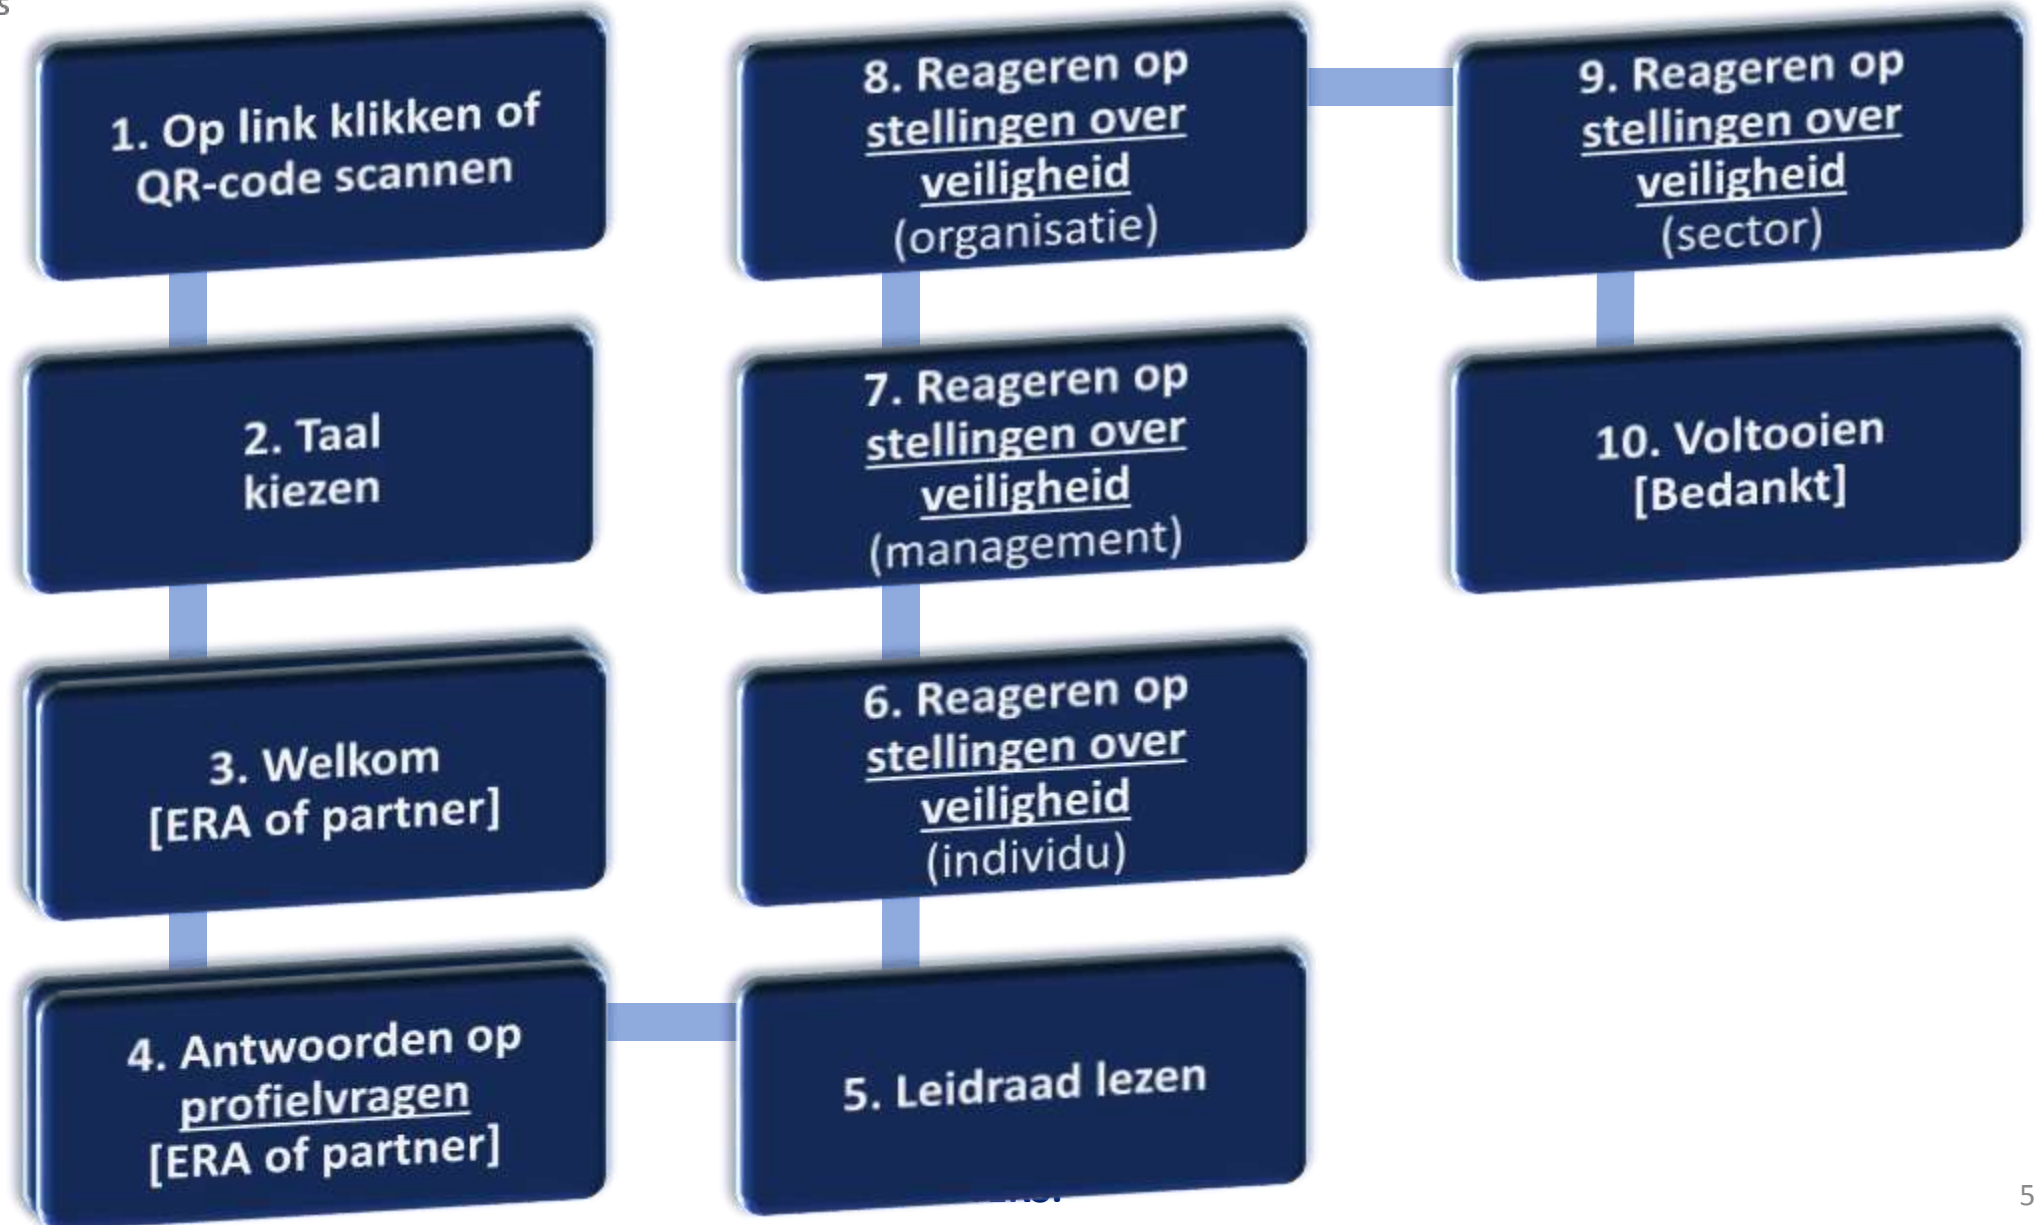 1. Op link klikken of
QR-code scannen
2. Taal
kiezen
3. Welkom
[ERA of partner]
4. Antwoorden op
profielvragen
[ERA of partner]
5. Leidraad lezen
6. Reageren op
stellingen over
veiligheid
(individu)
7. Reageren op
stellingen over
veiligheid
(management)
8. Reageren op
stellingen over
veiligheid
(organisatie)
9. Reageren op
stellingen over
veiligheid
(sector)
10. Voltooien
[Bedankt]
5